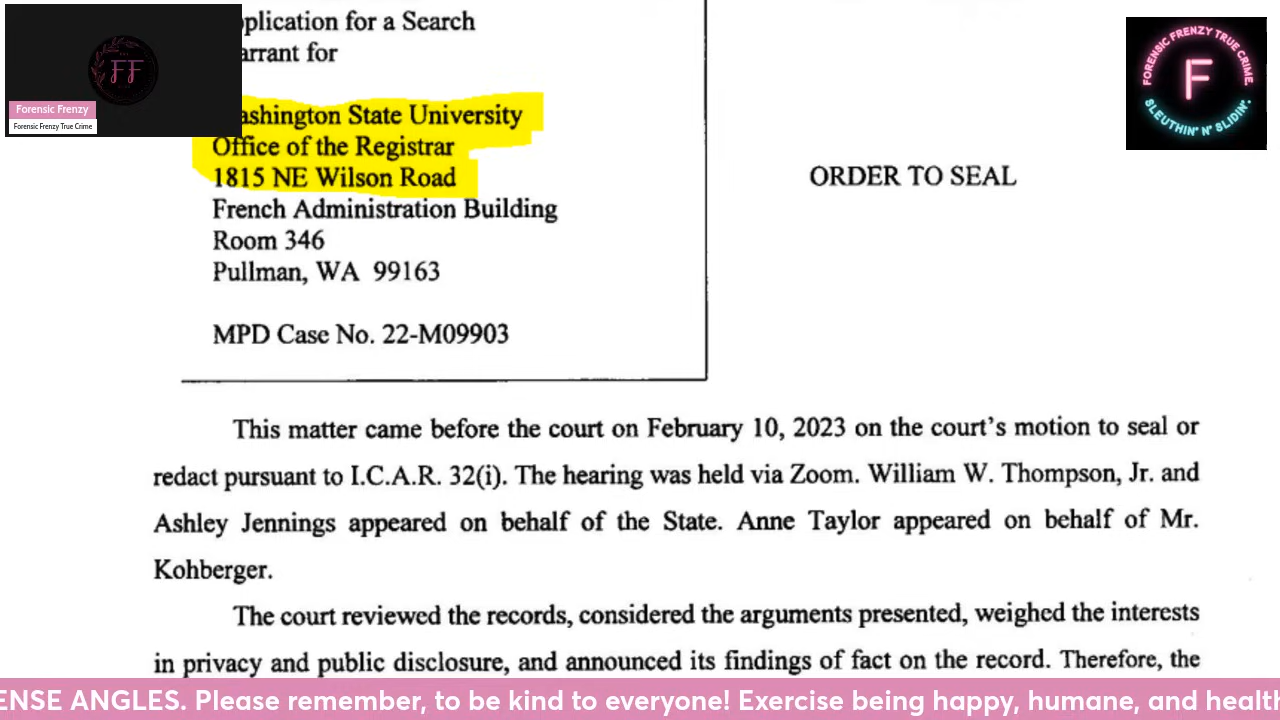 Application for a Search
Warrant for
Washington State University
Office of the Registrar
1815 NE Wilson Road
French Administration Building
Room 346
Pullman, WA 99163
MPD Case No. 22-M09903
ORDER TO SEAL
This matter came before the court on February 10, 2023 on the court's motion to seal or
redact pursuant to I.C.A.R. 32(i). The hearing was held via Zoom. William W. Thompson, Jr. and
Ashley Jennings appeared on behalf of the State. Anne Taylor appeared on behalf of Mr.
Kohberger.
The court reviewed the records, considered the arguments presented, weighed the interests
in privacy and public disclosure, and announced its findings of fact on the record. Therefore, the
FF
Forensic Frenzy
Forensic Frenzy True Crime
FORENSIC FRENZY TRUE CRIME.
F
SLEUTHIN' N' SLIDIN'.
ENSE ANGLES. Please remember, to be kind to everyone! Exercise being happy, humane, and health